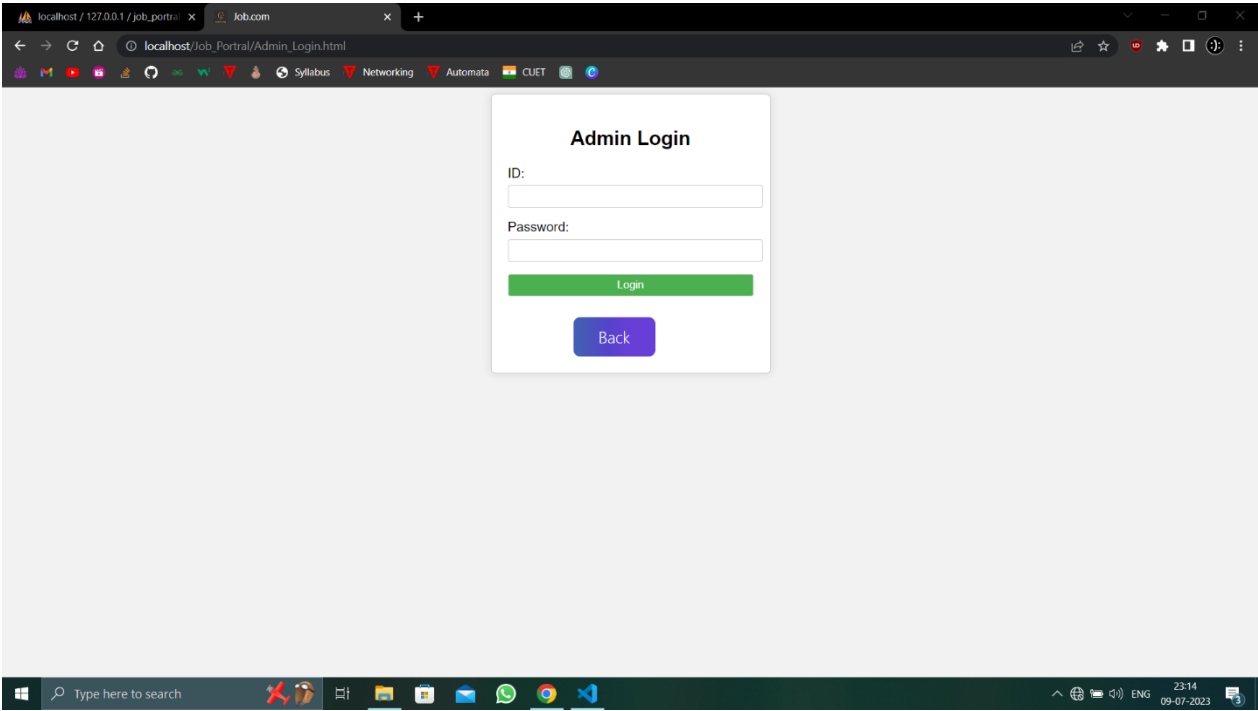 localhost / 127.0.0.1 / job_portral
Job.com
localhost/Job_Portral/Admin_Login.html
Syllabus
Networking
Automata
CUET
Admin Login
ID:
Password:
Login
Back
Type here to search
ENG
23:14
09-07-2023
3